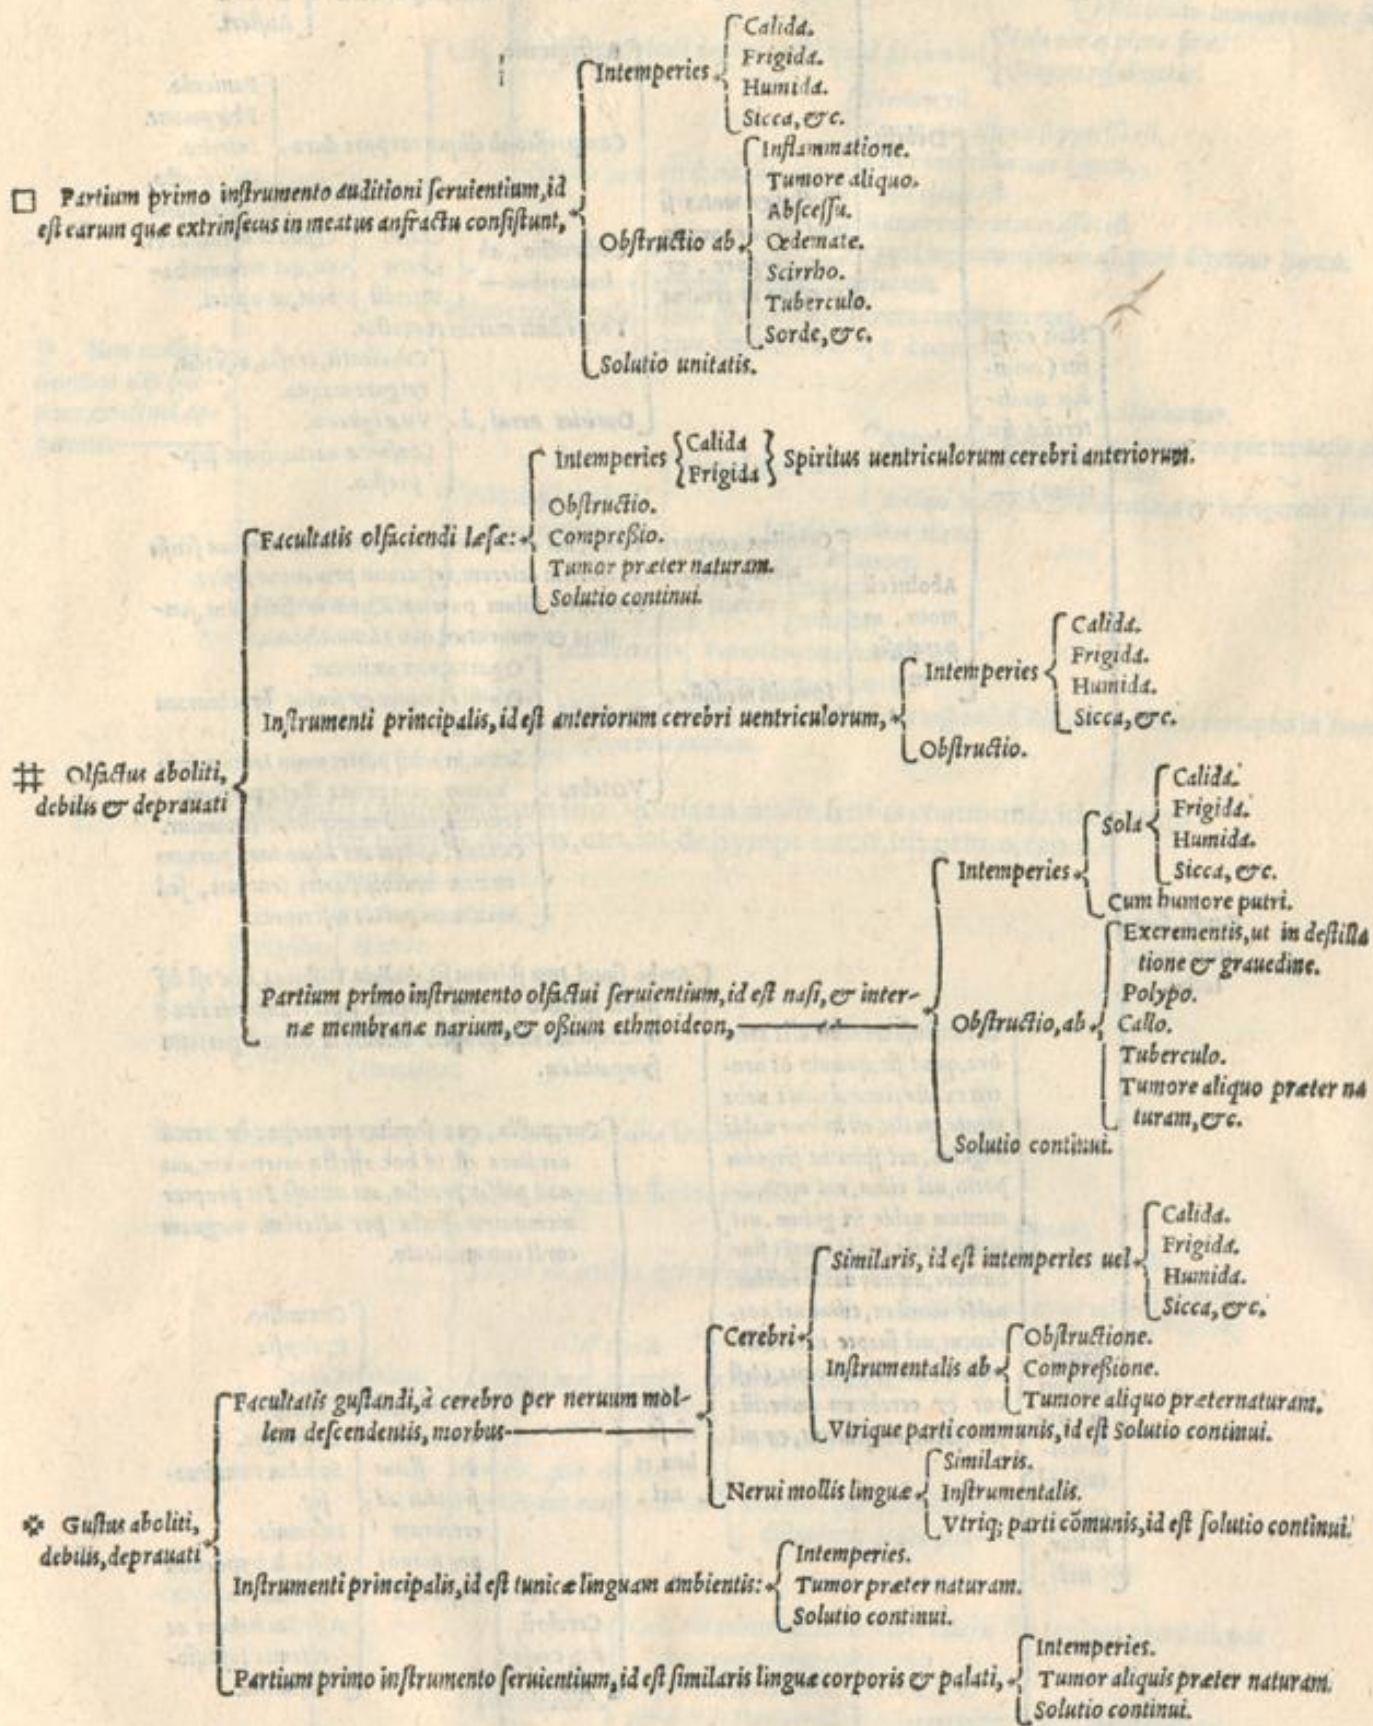 Intemperies
Calida.
Frigida.
Humida.
Sicca, &c.
□ Partium primo instrumento auditioni seruientium, id
est earum quæ extrinsecus in meatus anfractu consistunt,
Obstructio ab
Inflammatione.
Tumore aliquo.
Abscessu.
Œdemate.
Scirrho.
Tuberculo.
Sorde, &c.
Solutio unitatis.
Intemperies
Calida
Frigida
Spiritus uentriculorum cerebri anteriorum.
Obstructio.
Facultatis olfaciendi læsæ:
Compreßio.
Tumor præter naturam.
Solutio continui.
Instrumenti principalis, id est anteriorum cerebri uentriculorum,
Intemperies
Calida.
Frigida.
Humida.
Sicca, &c.
Obstructio.
⌗ Olfactus aboliti,
debilis & deprauati
Intemperies
Sola
Calida.
Frigida.
Humida.
Sicca, &c.
Cum humore putri.
Partium primo instrumento olfactui seruientium, id est nasi, & inter-
næ membranæ narium, & oßium ethmoideon,
Obstructio, ab
Excrementis, ut in destilla
tione & grauedine.
Polypo.
Callo.
Tuberculo.
Tumore aliquo præter na
turam, &c.
Solutio continui.
Similaris, id est intemperies uel
Calida.
Frigida.
Humida.
Sicca, &c.
Cerebri
Instrumentalis ab
Obstructione.
Compreßione.
Tumore aliquo præternaturam.
Facultatis gustandi, à cerebro per neruum mol-
lem descendentis, morbus
Vtrique parti communis, id est Solutio continui.
Nerui mollis linguæ
Similaris.
Instrumentalis.
Vtriq; parti cõmunis, id est solutio continui.
Gustus aboliti,
debilis, deprauati
Instrumenti principalis, id est tunicæ linguam ambientis:
Intemperies.
Tumor præter naturam.
Solutio continui.
Partium primo instrumento seruientium, id est similaris linguæ corporis & palati,
Intemperies.
Tumor aliquis præter naturam.
Solutio continui.